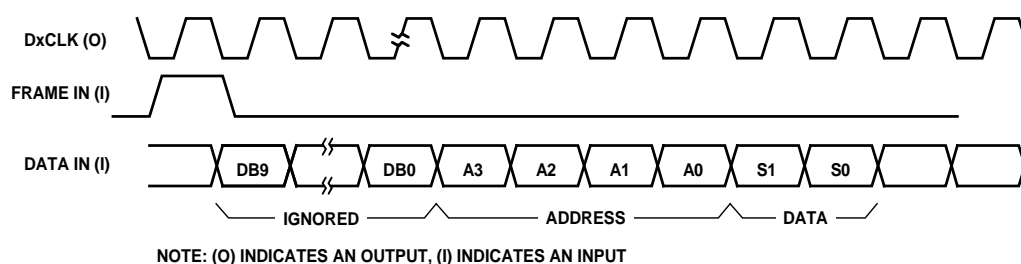 DxCLK (O)
FRAME IN (I)
DATA IN (I) DB9 DB0 A3 A2 A1 A0 S1 S0
IGNORED ADDRESS DATA
NOTE: (O) INDICATES AN OUTPUT, (I) INDICATES AN INPUT